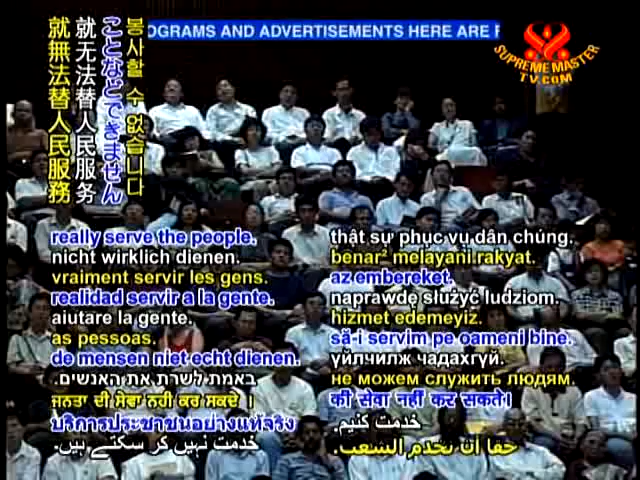 OGRAMS AND ADVERTISEMENTS HERE ARE F
SUPREME MASTER
TV.COM
봉사할 수 없습니다
ことなどできません
就无法替人民服务
就無法替人民服務
really serve the people.
nicht wirklich dienen.
vraiment servir les gens.
realidad servir a la gente.
aiutare la gente.
as pessoas.
de mensen niet echt dienen.
באמת לשרת את האנשים.
ਜਨਤਾ ਦੀ ਸੇਵਾ ਨਹੀ ਕਰ ਸਕਦੇ ।
บริการประชาชนอย่างแท้จริง
خدمت نہیں کر سکتے ہیں.
thật sự phục vụ dân chúng.
benar² melayani rakyat.
az embereket.
naprawdę służyć ludziom.
hizmet edemeyiz.
să-i servim pe oameni bine.
үйлчилж чадахгүй.
не можем служить людям.
की सेवा नहीं कर सकते।
خدمت کنیم.
حقا أن نخدم الشعب.